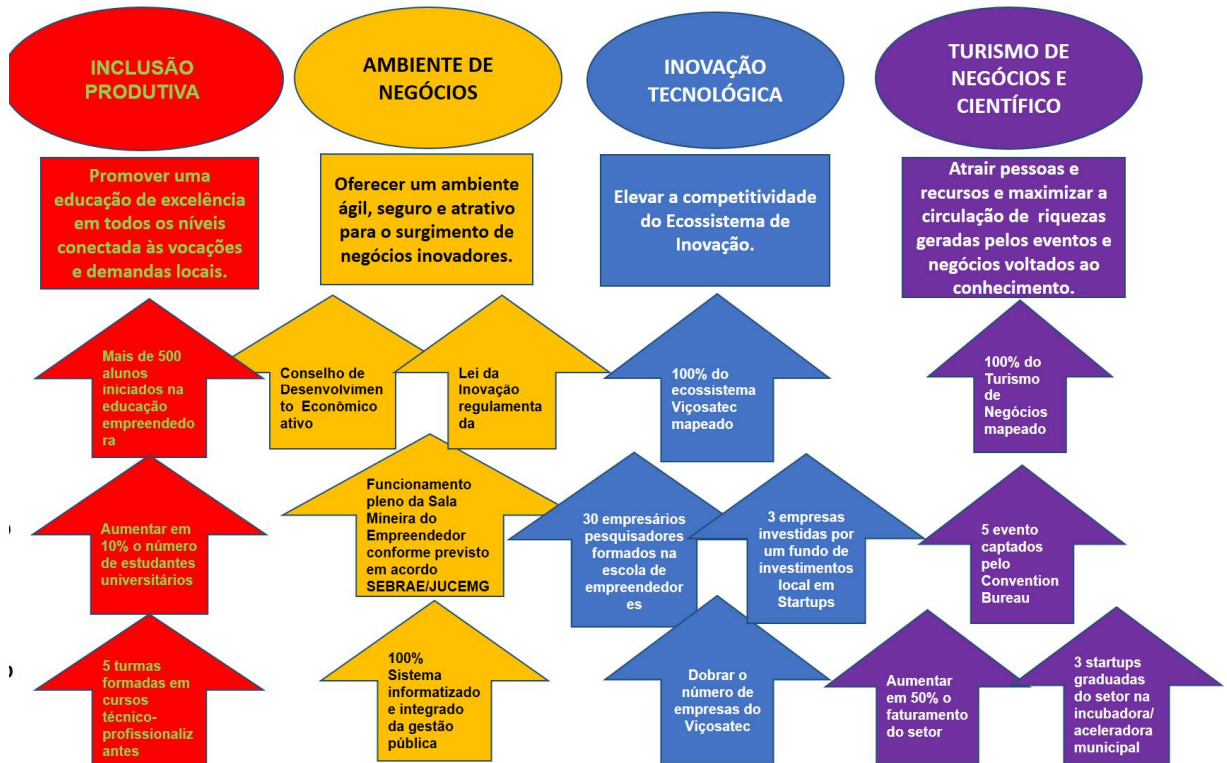 INCLUSÃO
PRODUTIVA
AMBIENTE DE
NEGÓCIOS
INOVAÇÃO
TECNOLÓGICA
TURISMO DE
NEGÓCIOS E
CIENTÍFICO
Promover uma
educação de excelência
em todos os níveis
conectada às vocações
e demandas locais.
Oferecer um ambiente
ágil, seguro e atrativo
para o surgimento de
negócios inovadores.
Elevar a competitividade
do Ecossistema de
Inovação.
Atrair pessoas e
recursos e maximizar a
circulação de riquezas
geradas pelos eventos e
negócios voltados ao
conhecimento.
Mais de 500
alunos
iniciados na
educação
empreendedo
ra
Conselho de
Desenvolvimen
to Econômico
ativo
Lei da
Inovação
regulamenta
da
100% do
ecossistema
Viçosatec
mapeado
100% do
Turismo
de
Negócios
mapeado
Aumentar em
10% o número
de estudantes
universitários
Funcionamento
pleno da Sala
Mineira do
Empreendedor
conforme previsto
em acordo
SEBRAE/JUCEMG
30 empresários
pesquisadores
formados na
escola de
empreendedor
es
3 empresas
investidas por
um fundo de
investimentos
local em
Startups
5 evento
captados
pelo
Convention
Bureau
5 turmas
formadas em
cursos
técnico-
profissionaliz
antes
100%
Sistema
informatizado
e integrado
da gestão
pública
Dobrar o
número de
empresas do
Viçosatec
Aumentar
em 50% o
faturamento
do setor
3 startups
graduadas
do setor na
incubadora/
aceleradora
municipal